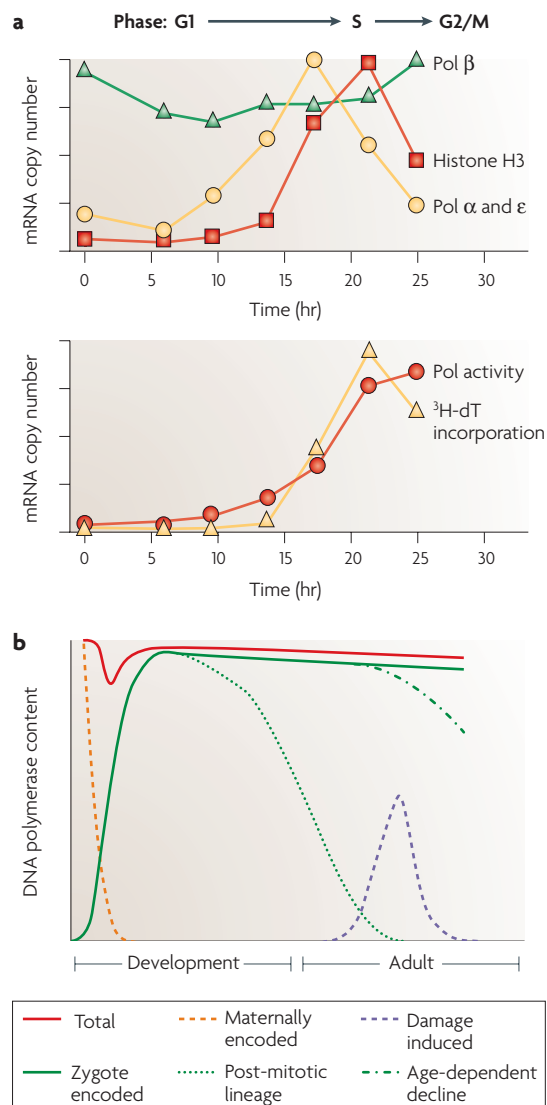 a
Phase: G1 S G2/M
mRNA copy number
Pol β
Histone H3
Pol α and ε
0 5 10 15 20 25 30
Time (hr)
mRNA copy number
Pol activity
³H-dT
incorporation
0 5 10 15 20 25 30
Time (hr)
b
DNA polymerase content
Development Adult
Total
Maternally
encoded
Damage
induced
Zygote
encoded
Post-mitotic
lineage
Age-dependent
decline